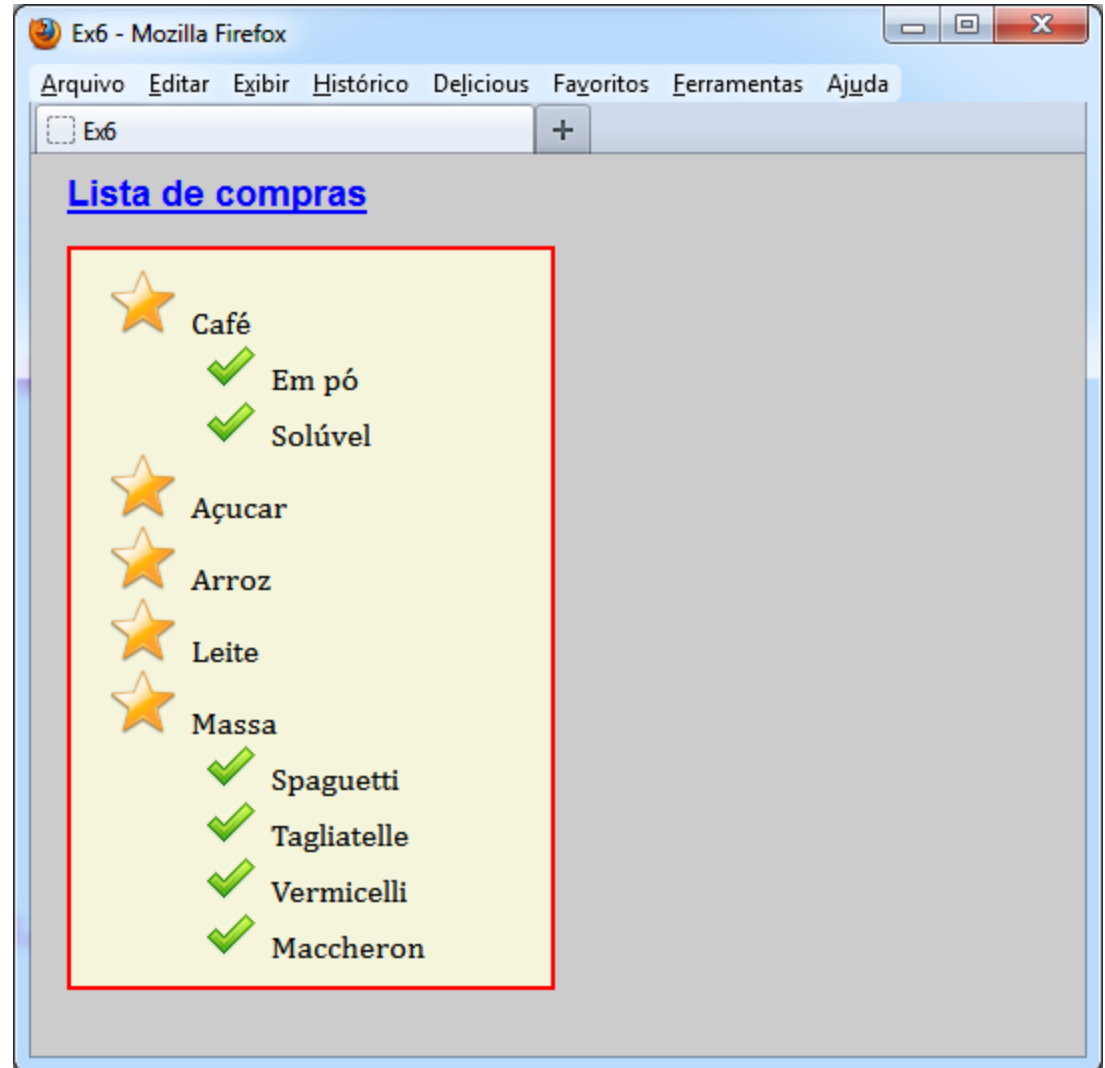 Ex6 - Mozilla Firefox
Arquivo Editar Exibir Histórico Delicious Favoritos Ferramentas Ajuda
Ex6
Lista de compras
Café
Em pó
Solúvel
Açucar
Arroz
Leite
Massa
Spaguetti
Tagliatelle
Vermicelli
Maccheron